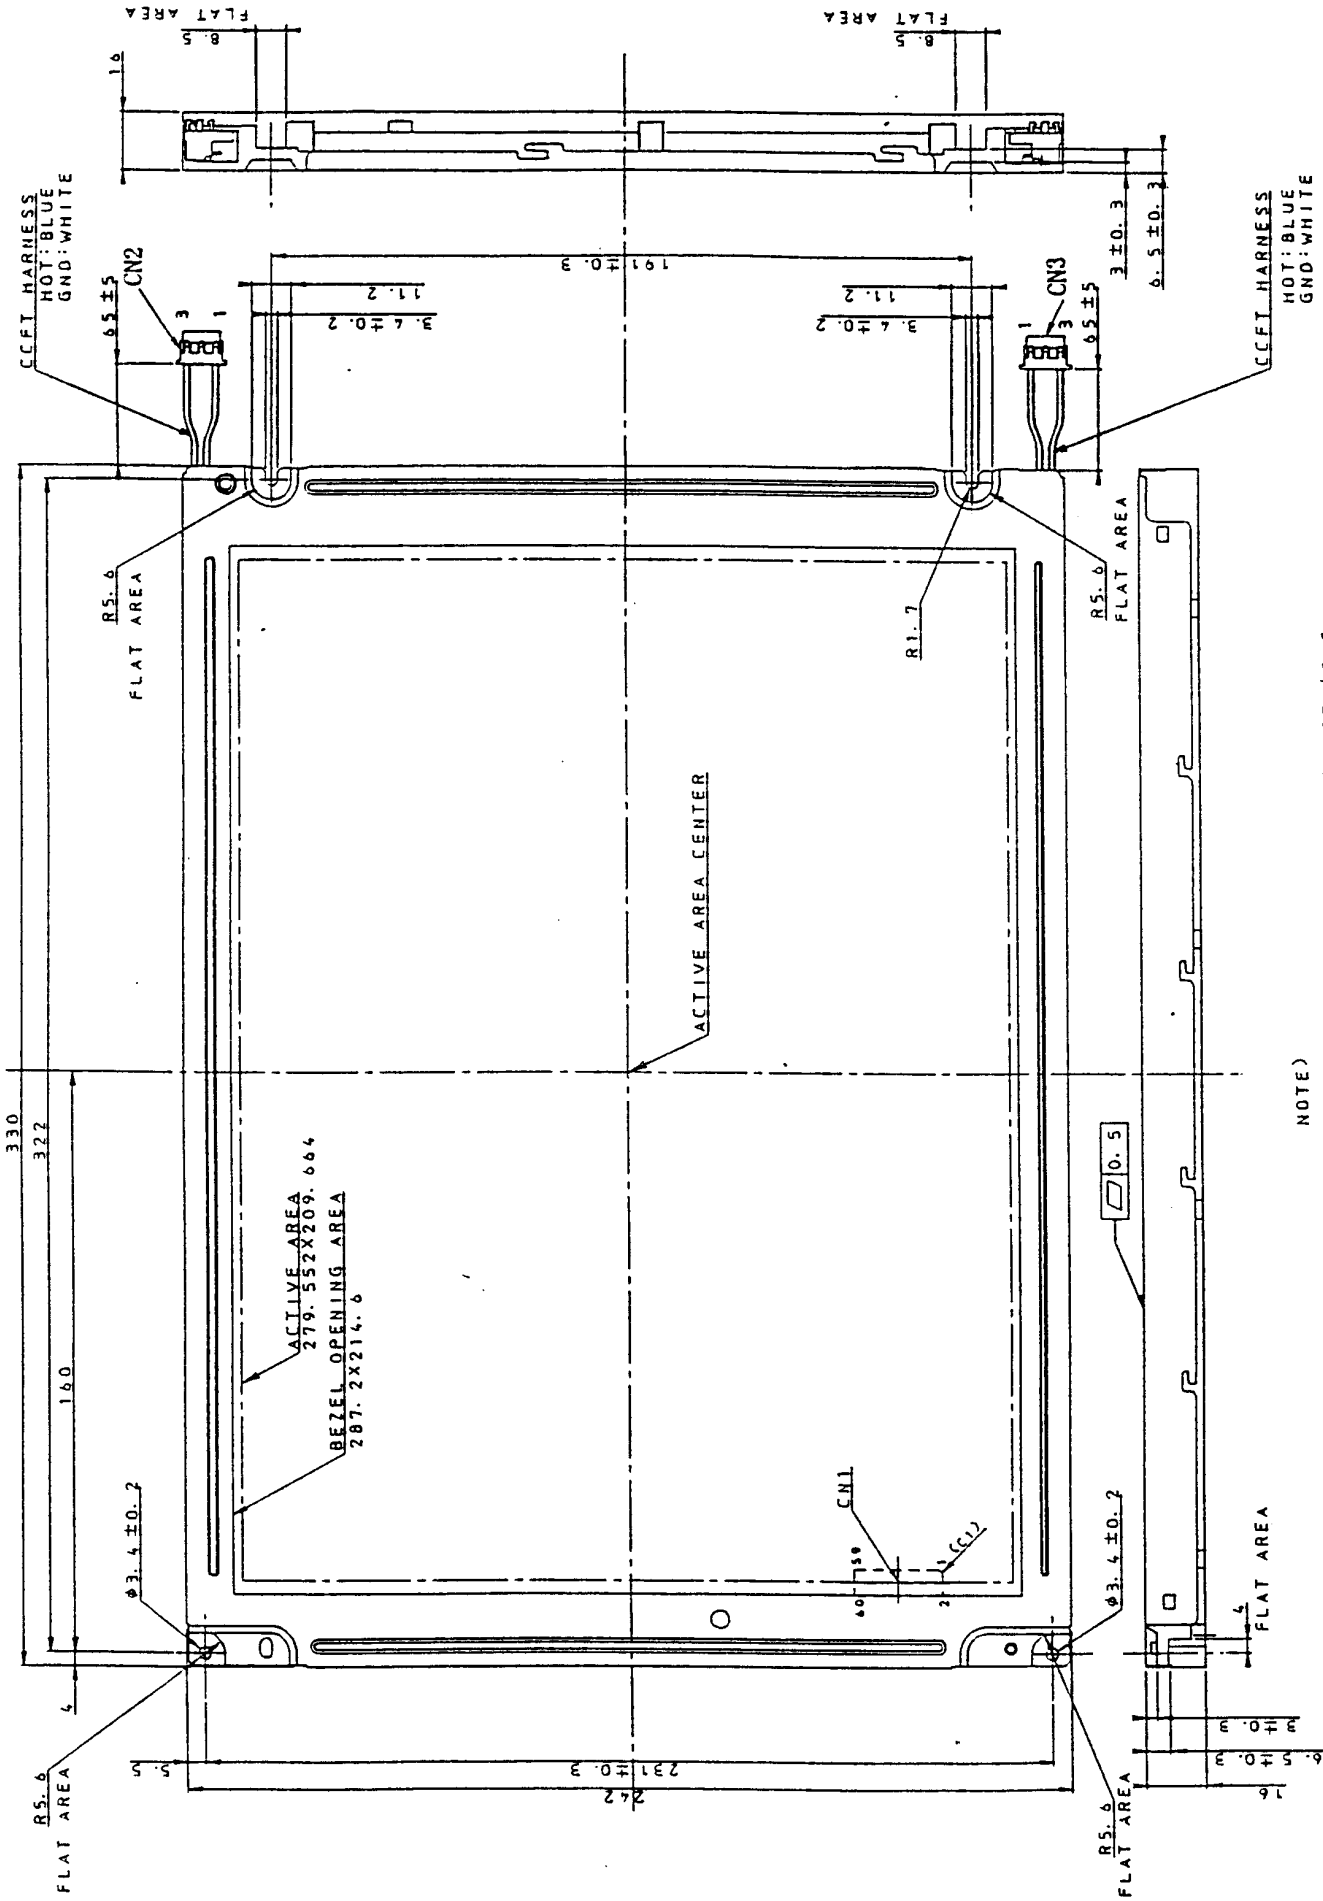 FLAT AREA
8.5
FLAT AREA
8.5
16
CCFT HARNESS
HOT:BLUE
GND:WHITE
CN2
3
1
65±5
191±0.3
11.2
3.4±0.2
11.2
3.4±0.2
3±0.3
6.5±0.3
CN3
1
3
65±5
CCFT HARNESS
HOT:BLUE
GND:WHITE
R5.6
FLAT AREA
R1.7
R5.6
FLAT AREA
ACTIVE AREA CENTER
330
322
160
4
ACTIVE AREA
279.552X209.664
BEZEL OPENING AREA
287.2X214.6
φ3.4±0.2
CN1
60
59
2
1
(C1)
φ3.4±0.2
R5.6
FLAT AREA
5.5
231±0.3
242
R5.6
FLAT AREA
0.5
4
FLAT AREA
3±0.3
6.5±0.3
16
NOTE)